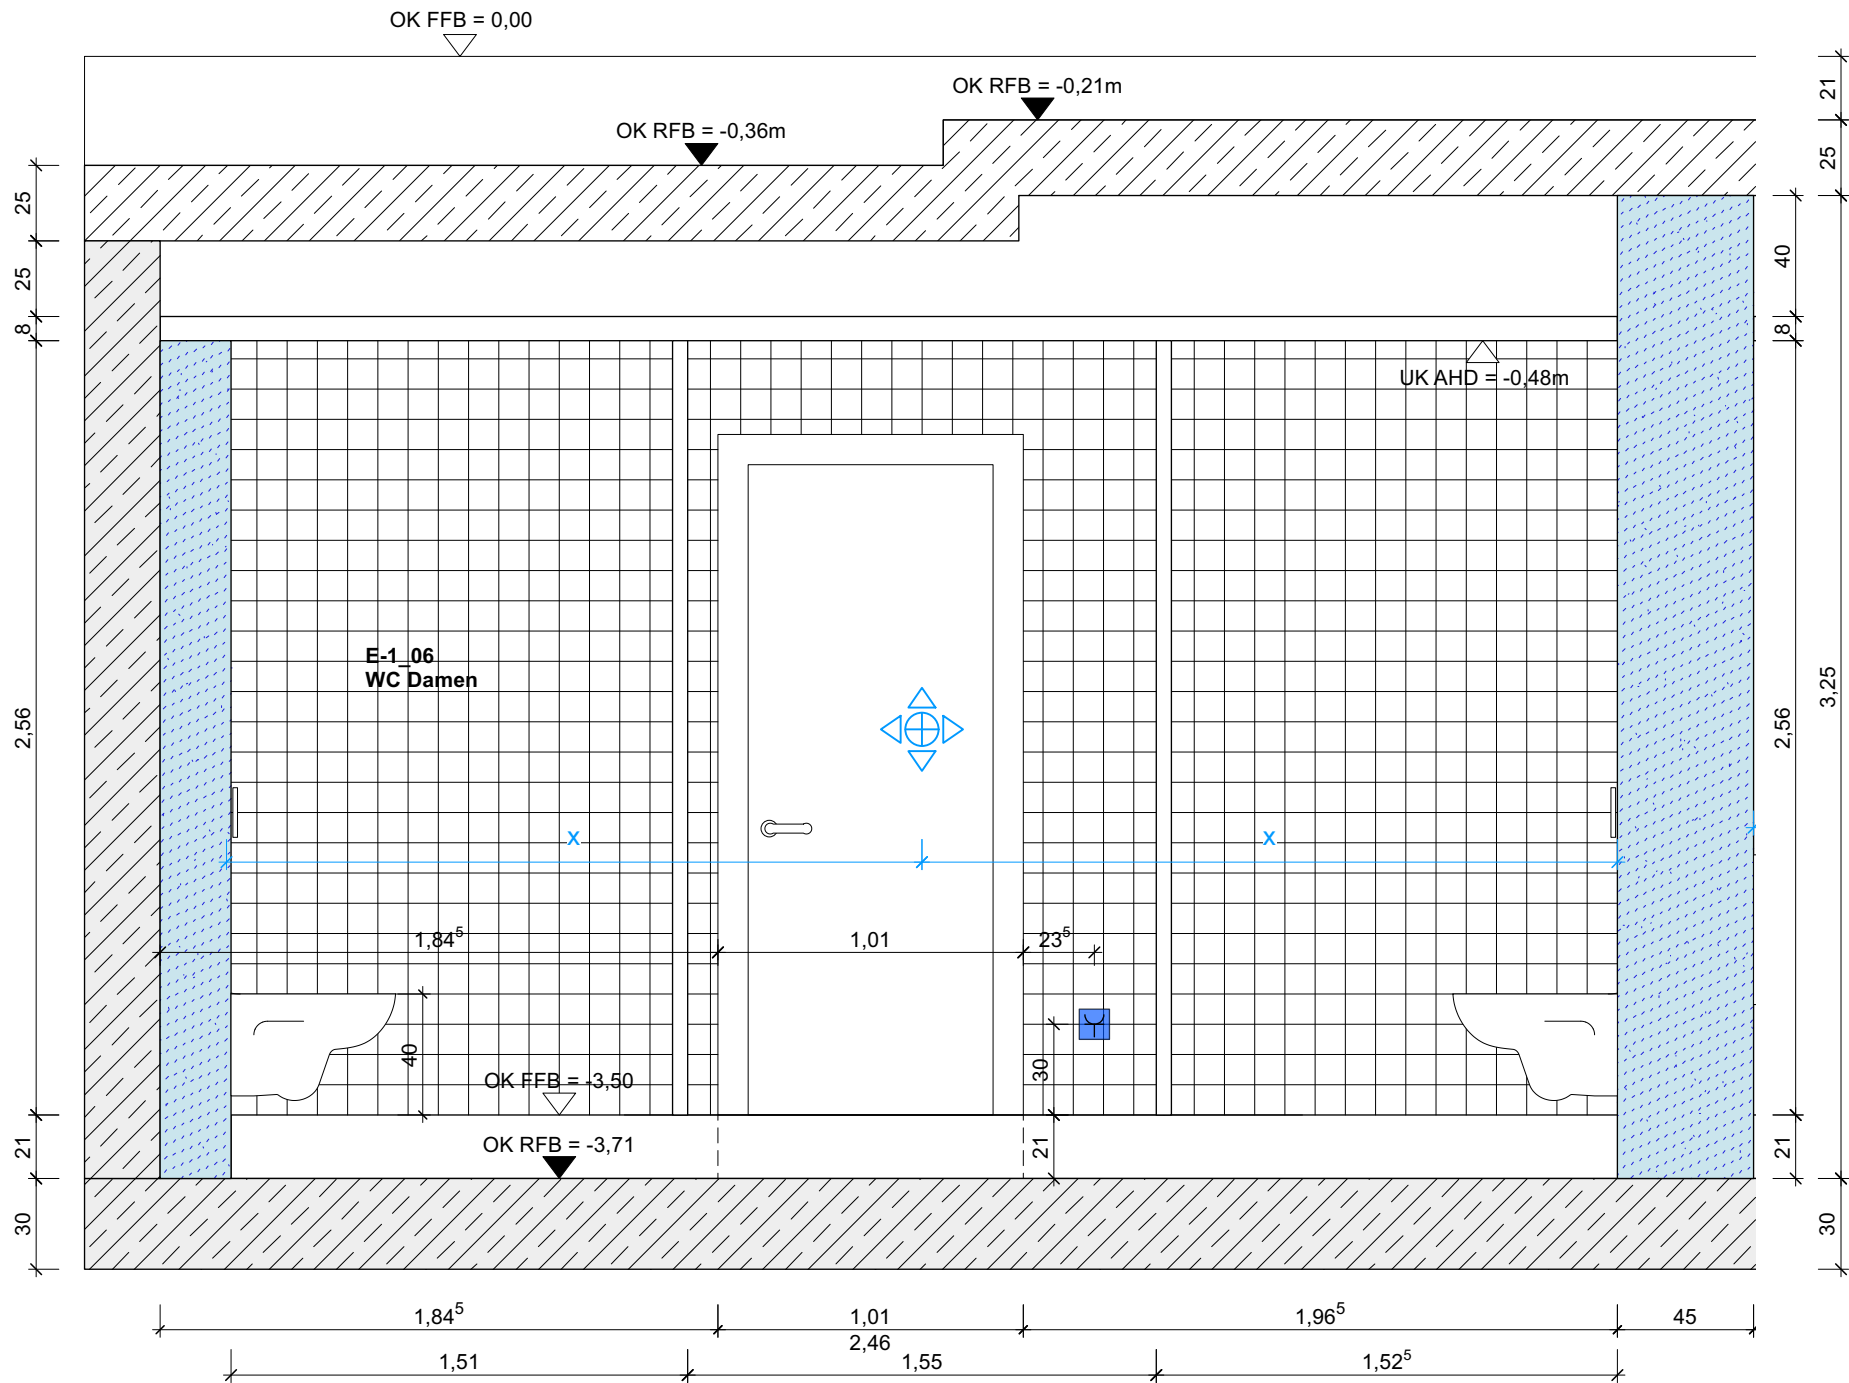 OK FFB = 0,00
OK RFB = -0,21m
OK RFB = -0,36m
21
25
25
25
8
40
8
UK AHD = -0,48m
E-1_06
WC Damen
2,56
2,56
3,25
x
x
1,84⁵
1,01
23⁵
40
30
OK FFB = -3,50
OK RFB = -3,71
21
21
21
30
30
1,84⁵
1,01
2,46
1,96⁵
45
1,51
1,55
1,52⁵